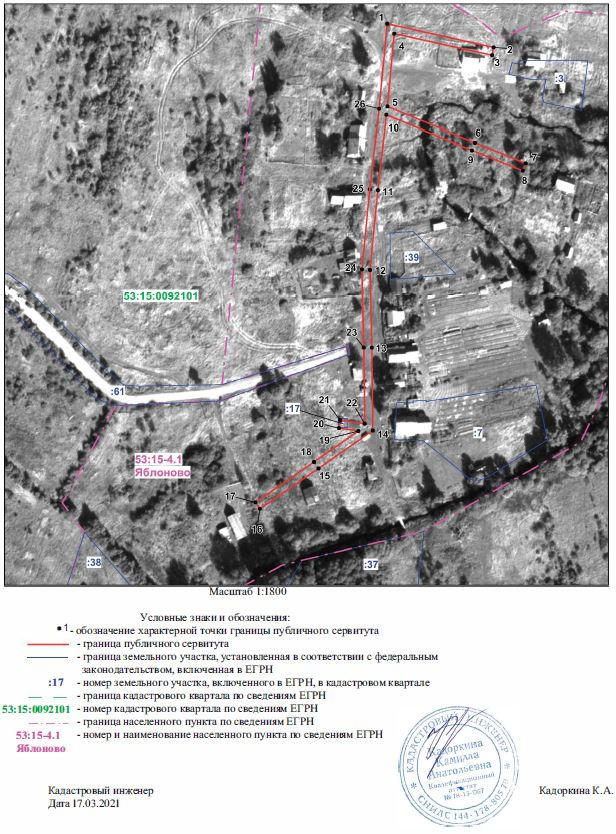 1
2
4
3
:3
5
26
10
6
9
7
8
25
11
:39
24
12
53:15:0092101
23
13
:61
21
:17
22
20
:7
19
14
53:15-4.1
18
Яблоново
15
17
16
:38
:37
Масштаб 1:1800
Условные знаки и обозначения:
1 - обозначение характерной точки границы публичного сервитута
- граница публичного сервитута
- граница земельного участка, установленная в соответствии с федеральным
законодательством, включенная в ЕГРН
:17 - номер земельного участка, включенного в ЕГРН, в кадастровом квартале
- граница кадастрового квартала по сведениям ЕГРН
53:15:0092101 - номер кадастрового квартала по сведениям ЕГРН
- граница населенного пункта по сведениям ЕГРН
53:15-4.1 - номер и наименование населенного пункта по сведениям ЕГРН
Яблоново
КАДАСТРОВЫЙ ИНЖЕНЕР
Кадоркина
Камилла
Анатольевна
Квалификационный
аттестат
СНИЛС 144-178-805 79
Кадастровый инженер
Кадоркина К.А.
Дата 17.03.2021